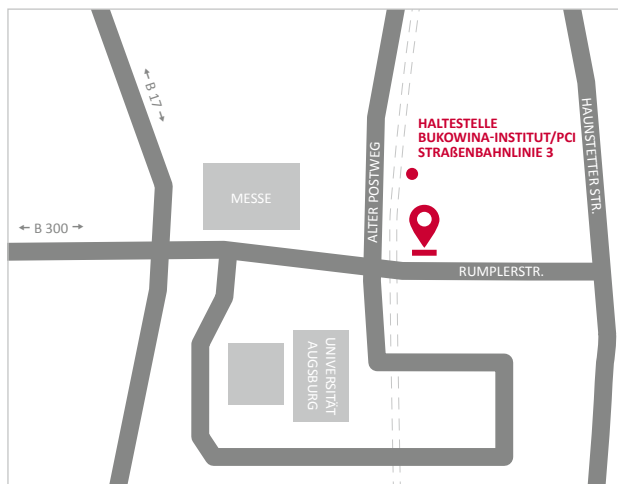 ← B 17 →
HALTESTELLE
BUKOWINA-INSTITUT/PCI
STRAßENBAHNLINIE 3
HAUNSTETTER STR.
MESSE
ALTER POSTWEG
← B 300 →
RUMPLERSTR.
UNIVERSITÄT
AUGSBURG